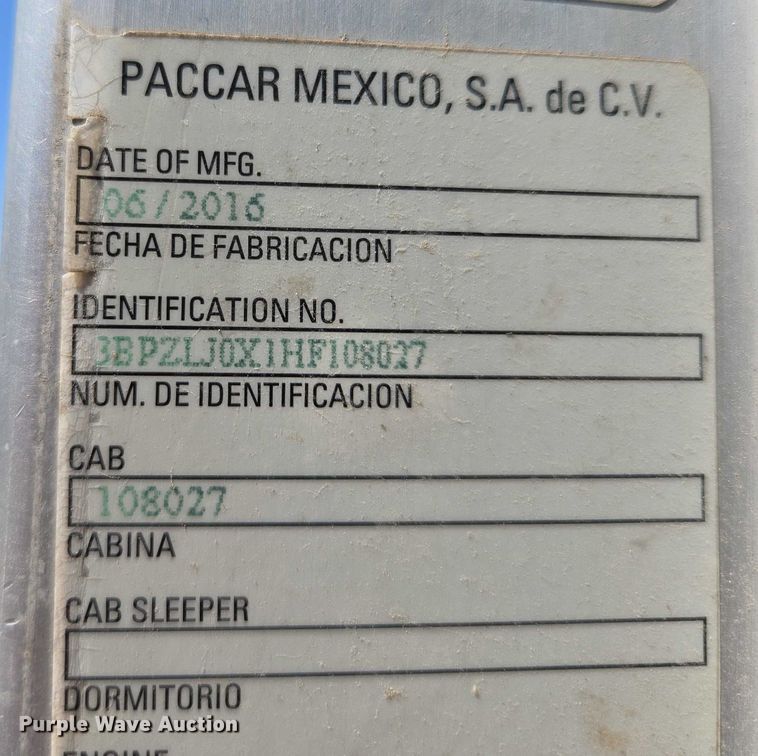 PACCAR MEXICO, S.A. de C.V.
DATE OF MFG.
06/2016
FECHA DE FABRICACION
IDENTIFICATION NO.
3BPZLJ0X1HF108027
NUM. DE IDENTIFICACION
CAB
108027
CABINA
CAB SLEEPER
DORMITORIO
Purple Wave Auction
ENGINE